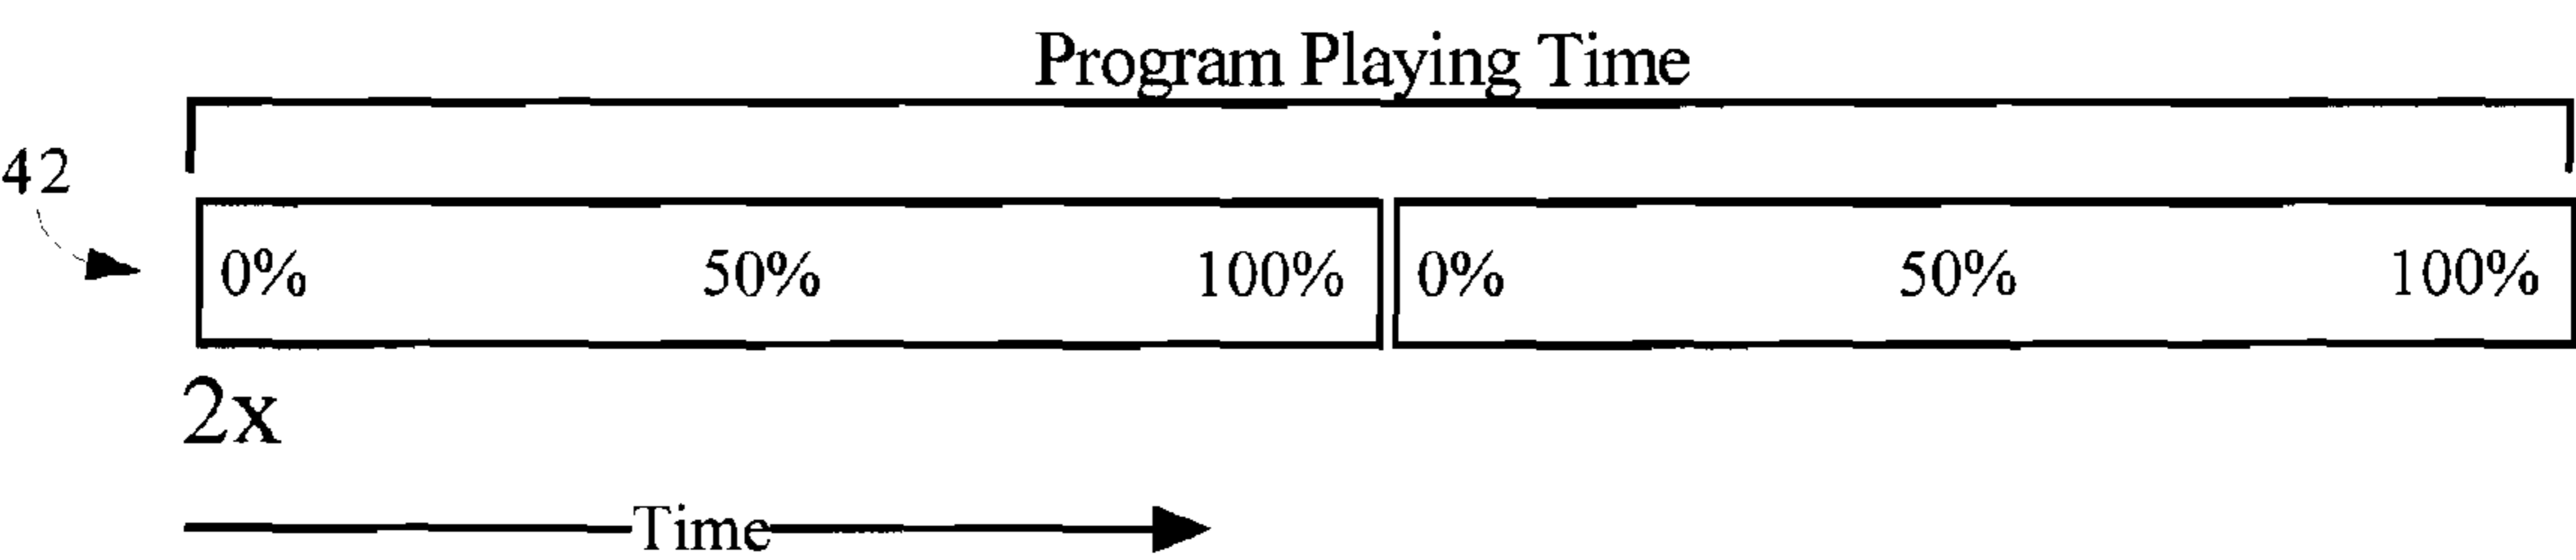 Program Playing Time
42
0% 50% 100% 0% 50% 100%
2x
Time